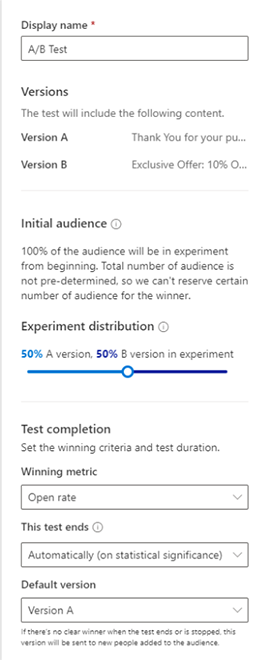 Display name *
A/B Test
Versions
The test will include the following content.
Version A Thank You for your pu...
Version B Exclusive Offer: 10% O...
Initial audience
100% of the audience will be in experiment
from beginning. Total number of audience is
not pre-determined, so we can't reserve certain
number of audience for the winner.
Experiment distribution
50% A version, 50% B version in experiment
Test completion
Set the winning criteria and test duration.
Winning metric
Open rate
This test ends
Automatically (on statistical significance)
Default version
Version A
If there's no clear winner when the test ends or is stopped, this
version will be sent to new people added to the audience.